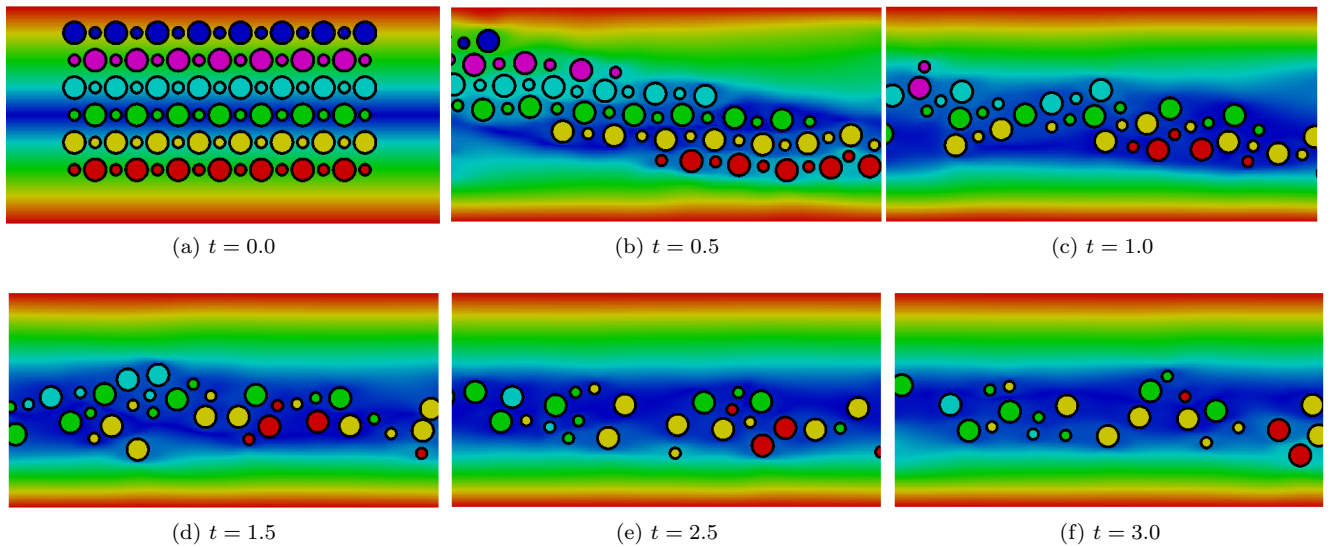 (a) t = 0.0
(b) t = 0.5
(c) t = 1.0
(d) t = 1.5
(e) t = 2.5
(f) t = 3.0